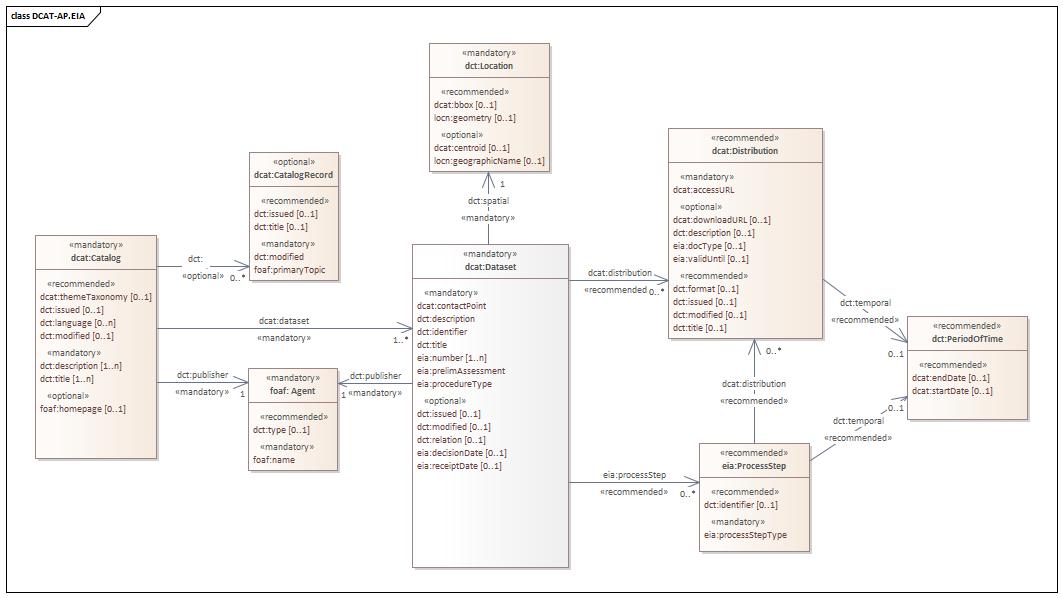 class DCAT-AP.EIA
«mandatory»
dct:Location
«recommended»
dcat:bbox [0..1]
locn:geometry [0..1]
«optional»
dcat:centroid [0..1]
locn:geographicName [0..1]
«recommended»
dcat:Distribution
«mandatory»
dcat:accessURL
«optional»
dcat:downloadURL [0..1]
dct:description [0..1]
eia:docType [0..1]
eia:validUntil [0..1]
«recommended»
dct:format [0..1]
dct:issued [0..1]
dct:modified [0..1]
dct:title [0..1]
«optional»
dcat:CatalogRecord
«recommended»
dct:issued [0..1]
dct:title [0..1]
«mandatory»
dct:modified
foaf:primaryTopic
1
dct:spatial
«mandatory»
«mandatory»
dcat:Catalog
«recommended»
dcat:themeTaxonomy [0..1]
dct:issued [0..1]
dct:language [0..n]
dct:modified [0..1]
«mandatory»
dct:description [1..n]
dct:title [1..n]
«optional»
foaf:homepage [0..1]
dct:
«optional»
0..*
dcat:dataset
«mandatory»
1..*
dct:publisher
«mandatory»
1
«mandatory»
foaf: Agent
«recommended»
dct:type [0..1]
«mandatory»
foaf:name
dct:publisher
1
«mandatory»
«mandatory»
dcat:Dataset
«mandatory»
dcat:contactPoint
dct:description
dct:identifier
dct:title
eia:number [1..n]
eia:prelimAssessment
eia:procedureType
«optional»
dct:issued [0..1]
dct:modified [0..1]
dct:relation [0..1]
eia:decisionDate [0..1]
eia:receiptDate [0..1]
dcat:distribution
«recommended»
0..*
dct:temporal
«recommended»
0..1
«recommended»
dct:PeriodOfTime
«recommended»
dcat:endDate [0..1]
dcat:startDate [0..1]
0..*
dcat:distribution
«recommended»
0..1
dct:temporal
«recommended»
«recommended»
eia:ProcessStep
«recommended»
dct:identifier [0..1]
«mandatory»
eia:processStepType
eia:processStep
«recommended»
0..*